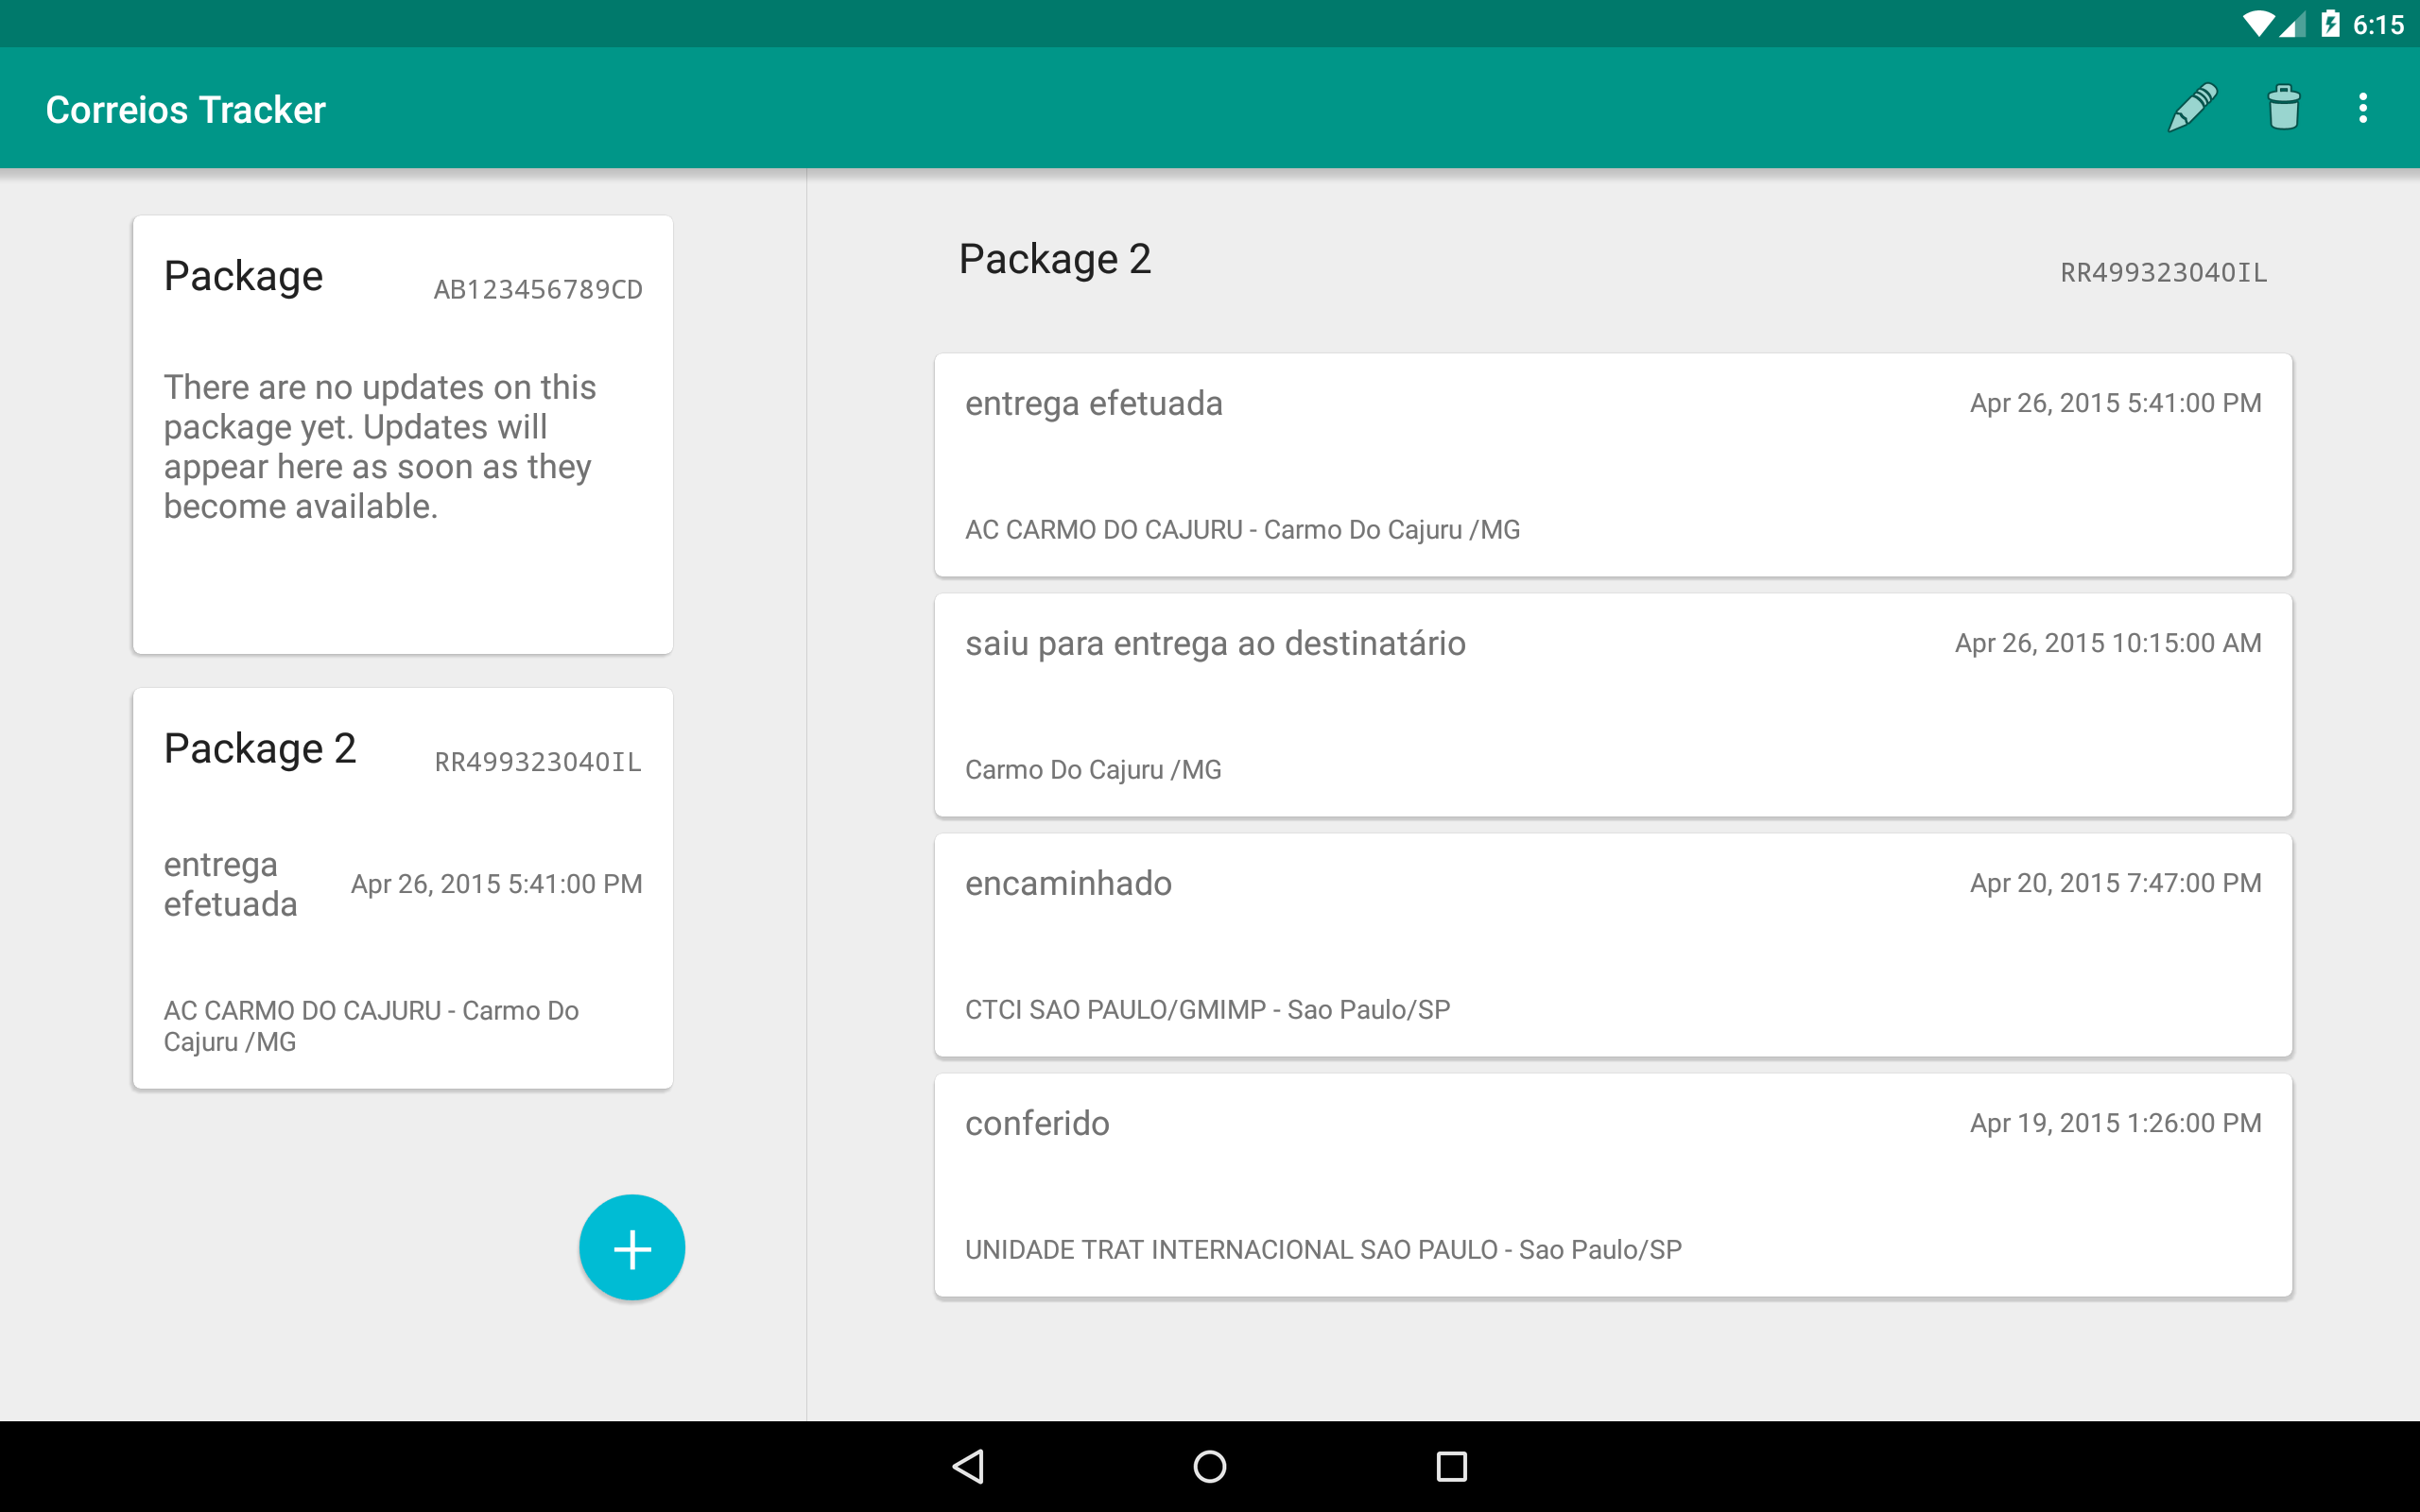 6:15
Correios Tracker
Package
AB123456789CD
There are no updates on this
package yet. Updates will
appear here as soon as they
become available.
Package 2
RR499323040IL
entrega
efetuada
Apr 26, 2015 5:41:00 PM
AC CARMO DO CAJURU - Carmo Do
Cajuru /MG
Package 2
RR499323040IL
entrega efetuada
Apr 26, 2015 5:41:00 PM
AC CARMO DO CAJURU - Carmo Do Cajuru /MG
saiu para entrega ao destinatário
Apr 26, 2015 10:15:00 AM
Carmo Do Cajuru /MG
encaminhado
Apr 20, 2015 7:47:00 PM
CTCI SAO PAULO/GMIMP - Sao Paulo/SP
conferido
Apr 19, 2015 1:26:00 PM
UNIDADE TRAT INTERNACIONAL SAO PAULO - Sao Paulo/SP